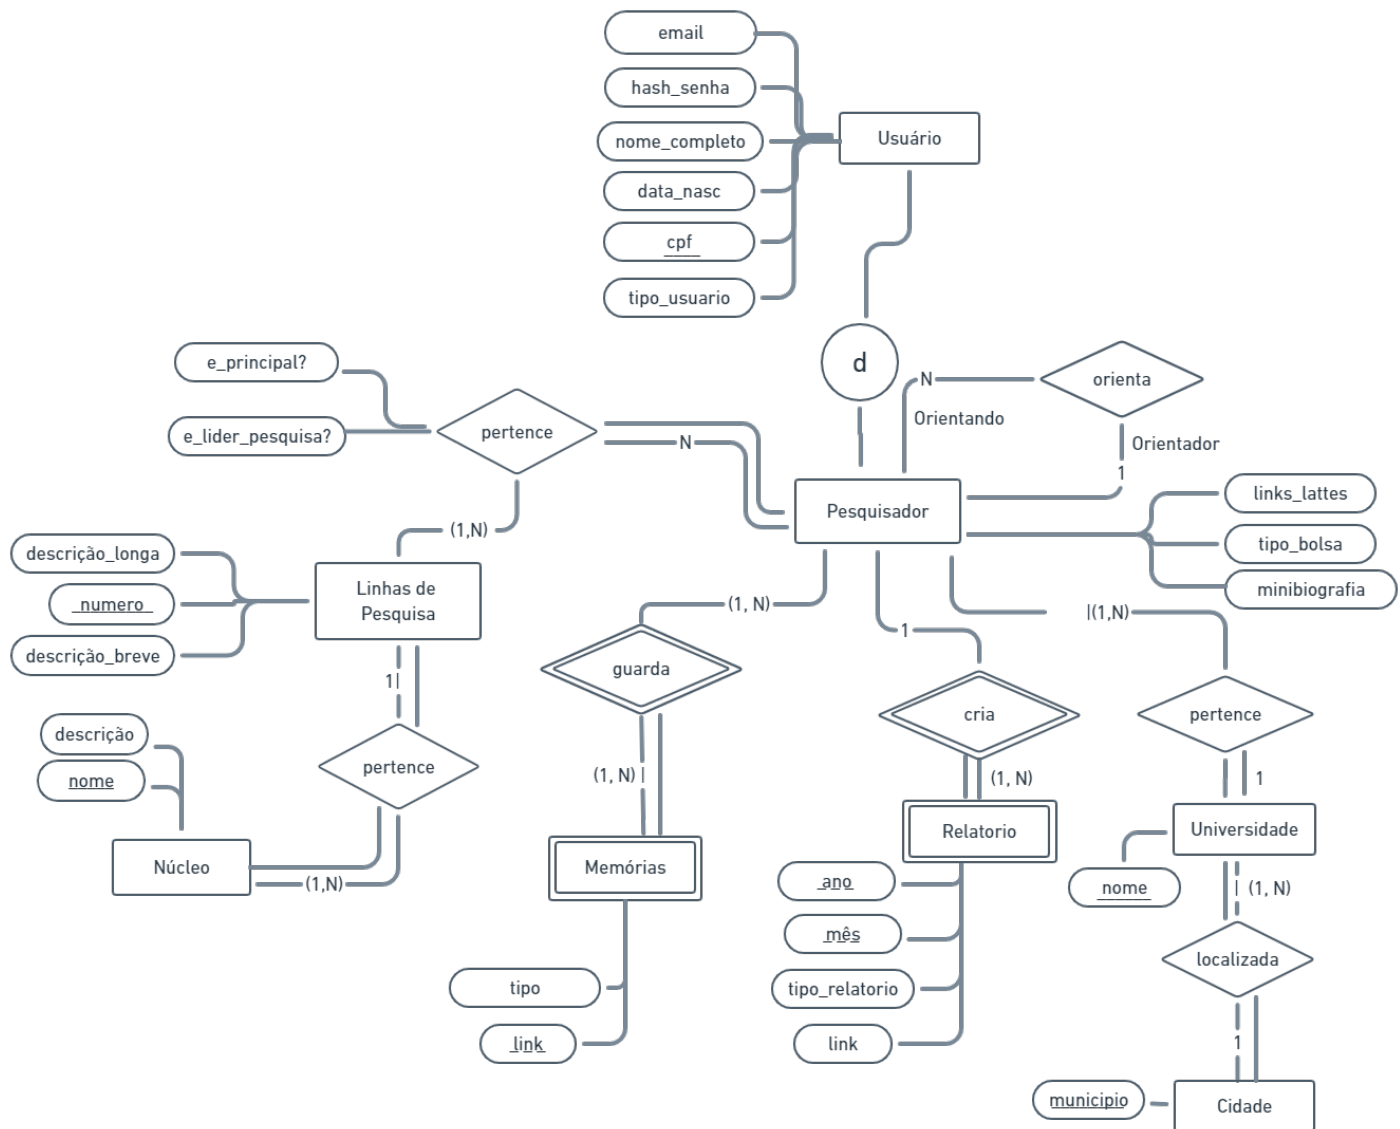 email
hash_senha
Usuário
nome_completo
data_nasc
cpf
tipo_usuario
d
e_principal?
N
orienta
Orientando
pertence
e_lider_pesquisa?
N
Orientador
1
links_lattes
Pesquisador
(1,N)
tipo_bolsa
descrição_longa
minibiografia
Linhas de
Pesquisa
numero
(1, N)
|(1,N)
1
descrição_breve
guarda
1|
cria
pertence
descrição
pertence
(1, N) |
(1, N)
1
nome
Universidade
Relatorio
Núcleo
Memórias
(1,N)
ano
nome
| (1, N)
mês
localizada
tipo
tipo_relatorio
link
link
1
municipio
Cidade